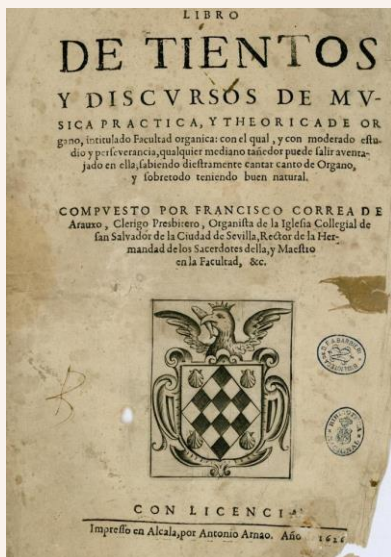 LIBRO
DE TIENTOS
Y DISCVRSOS DE MV-
SICA PRACTICA, Y THEORICA DE OR
gano, intitulado Facultad organica: con el qual, y con moderado estu-
dio y perseverancia, qualquier mediano tañedor puede salir aventa-
jado en ella, sabiendo diestramente cantar canto de Organo,
y sobretodo teniendo buen natural.
COMPVESTO POR FRANCISCO CORREA DE
Arauxo, Clerigo Presbitero, Organista de la Iglesia Collegial de
san Salvador de la Ciudad de Sevilla, Rector de la Her-
mandad de los Sacerdotes della, y Maestro
en la Facultad, &c.
CON LICENCIA
Impresso en Alcala, por Antonio Arnao. Año 1626